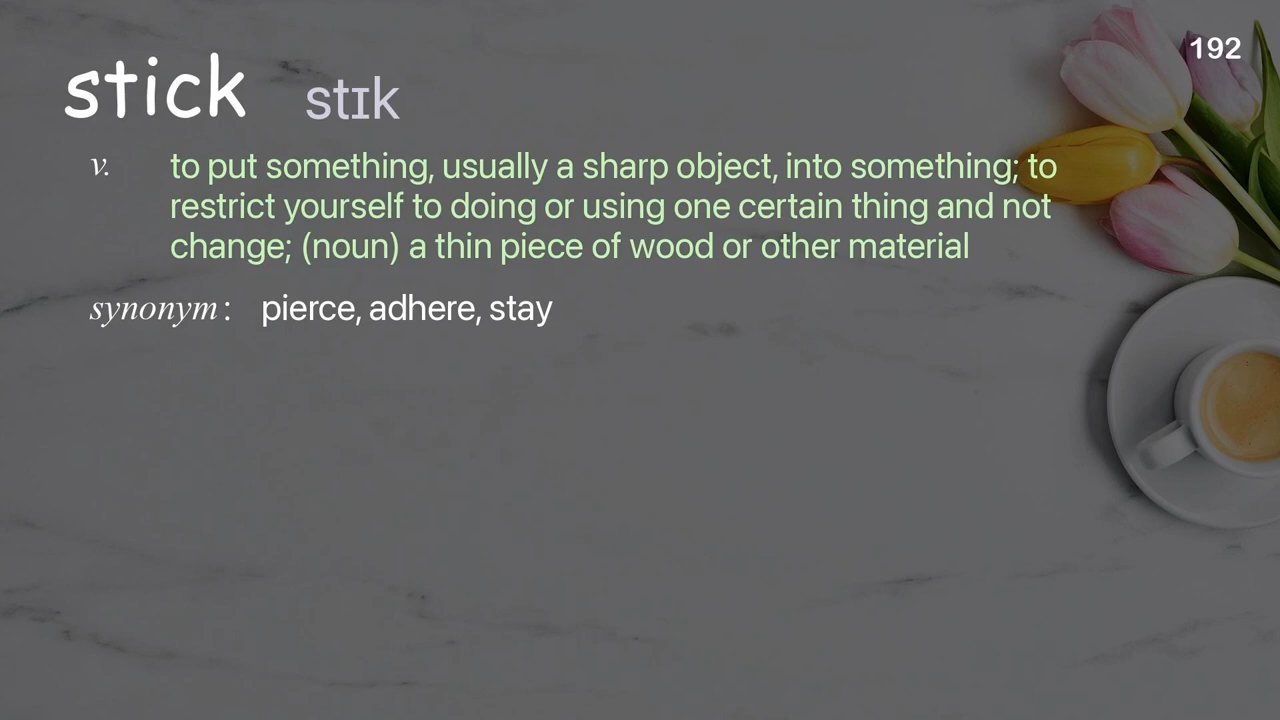 192
stick stɪk
v. to put something, usually a sharp object, into something; to
restrict yourself to doing or using one certain thing and not
change; (noun) a thin piece of wood or other material
synonym: pierce, adhere, stay